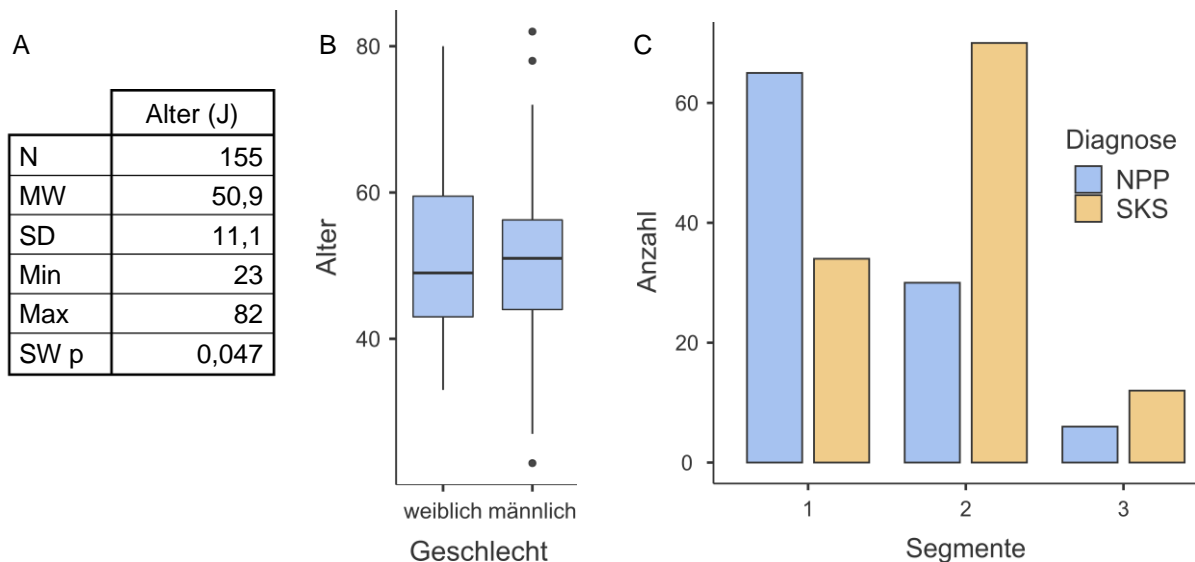 A
Alter (J)
N 155
MW 50,9
SD 11,1
Min 23
Max 82
SW p 0,047
B
80
60
40
Alter
weiblich männlich
Geschlecht
C
60
40
20
0
Anzahl
Diagnose
NPP
SKS
1 2 3
Segmente